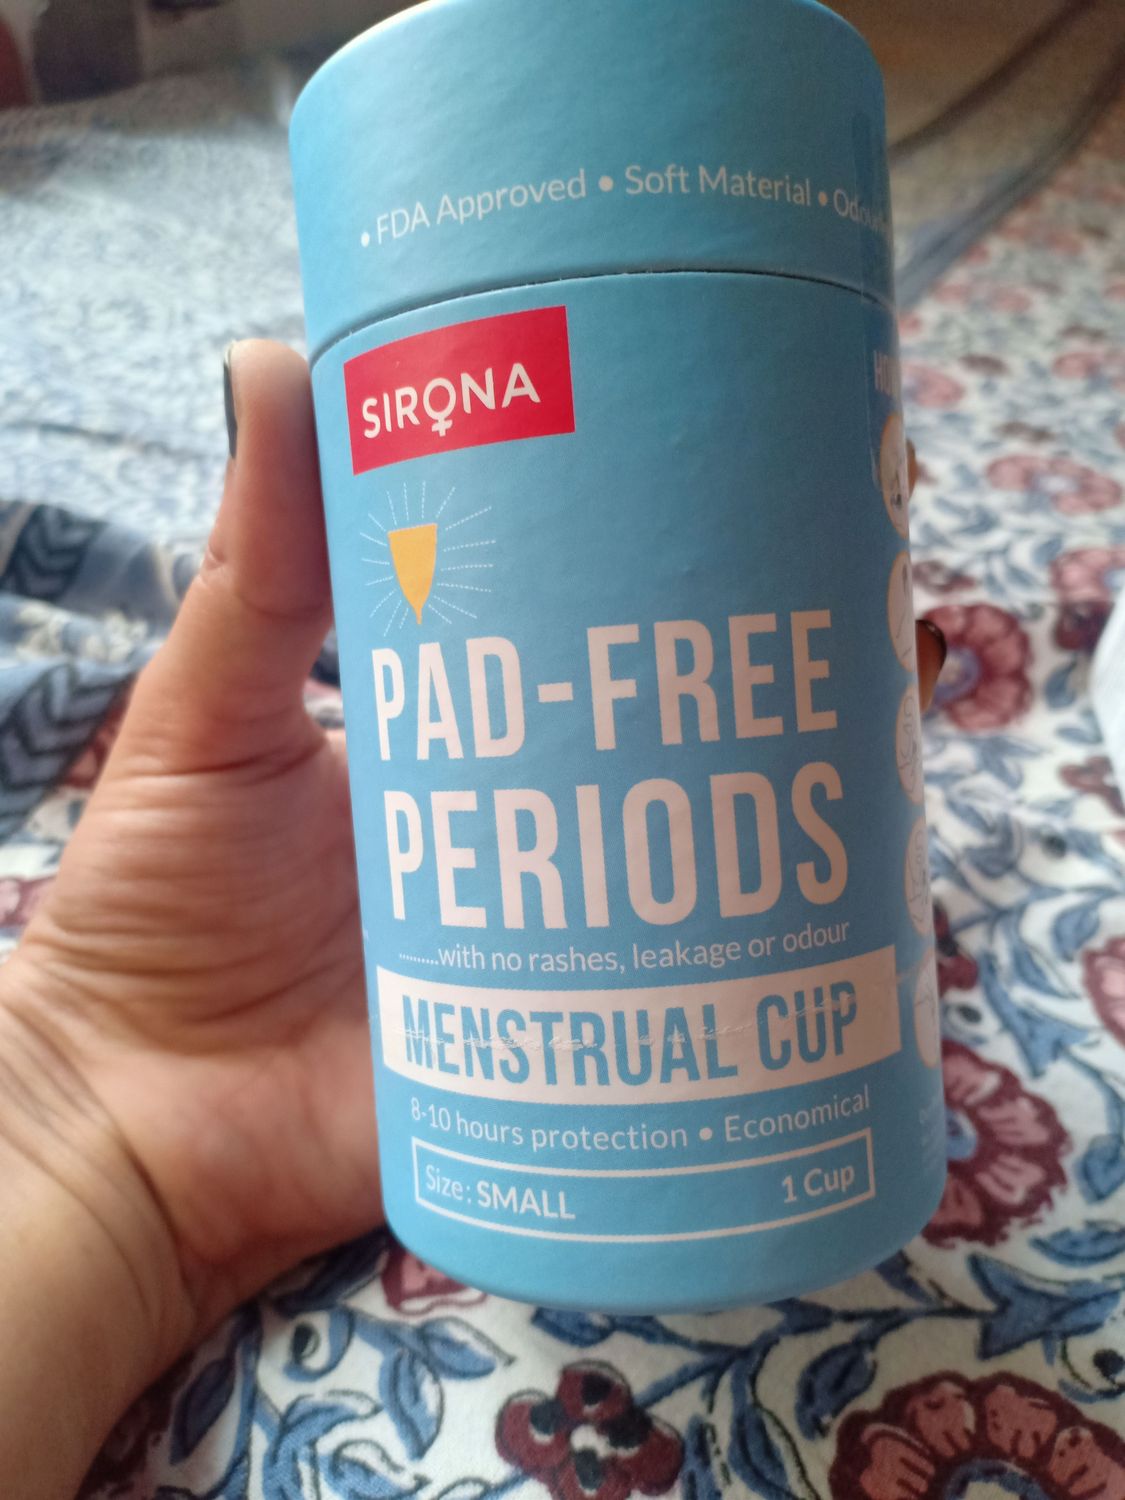 • FDA Approved • Soft Material •
SIRONA
PAD-FREE
PERIODS
..........with no rashes, leakage or odour
MENSTRUAL CUP
8-10 hours protection • Economical
Size: SMALL 1 Cup